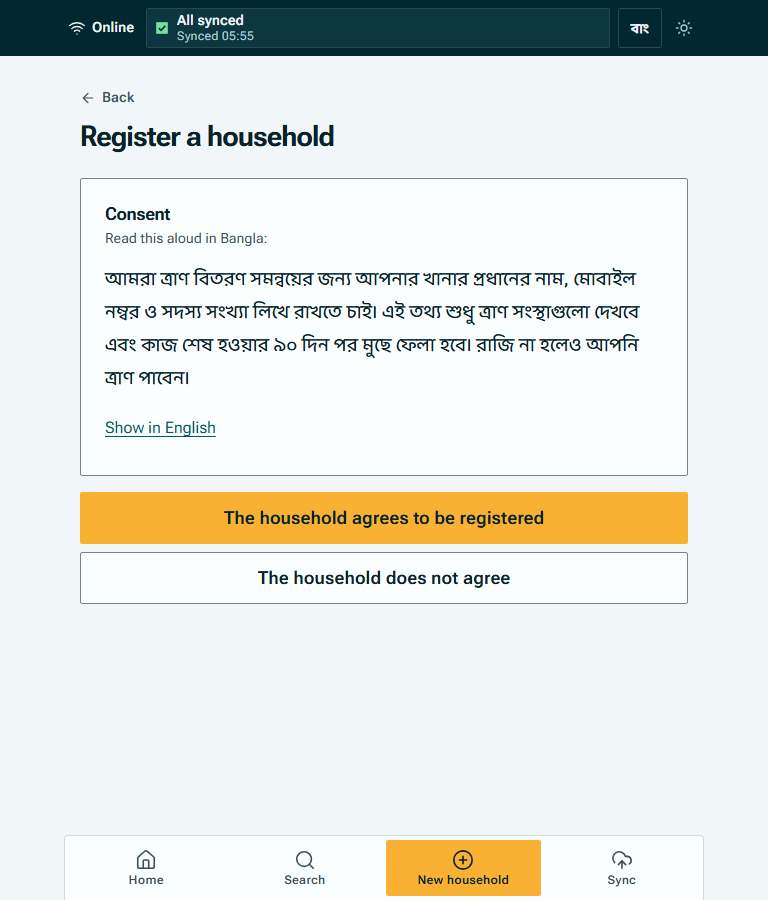 Online
All synced
Synced 05:55
বাং
Back
Register a household
Consent
Read this aloud in Bangla:
আমরা ত্রাণ বিতরণ সমন্বয়ের জন্য আপনার খানার প্রধানের নাম, মোবাইল
নম্বর ও সদস্য সংখ্যা লিখে রাখতে চাই। এই তথ্য শুধু ত্রাণ সংস্থাগুলো দেখবে
এবং কাজ শেষ হওয়ার ৯০ দিন পর মুছে ফেলা হবে। রাজি না হলেও আপনি
ত্রাণ পাবেন।
Show in English
The household agrees to be registered
The household does not agree
Home
Search
New household
Sync